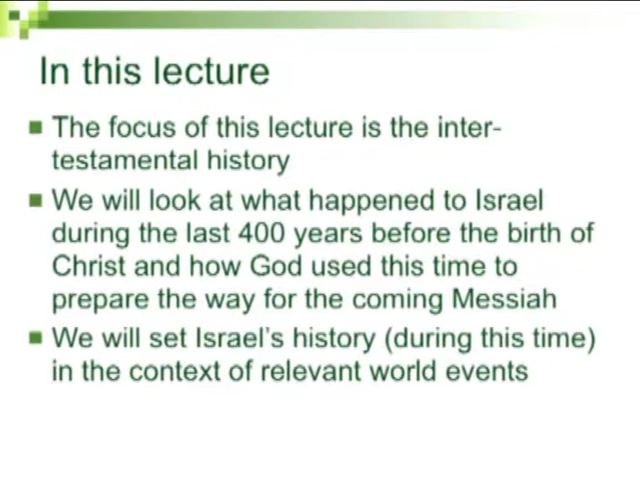 In this lecture
The focus of this lecture is the inter-
testamental history
We will look at what happened to Israel
during the last 400 years before the birth of
Christ and how God used this time to
prepare the way for the coming Messiah
We will set Israel's history (during this time)
in the context of relevant world events